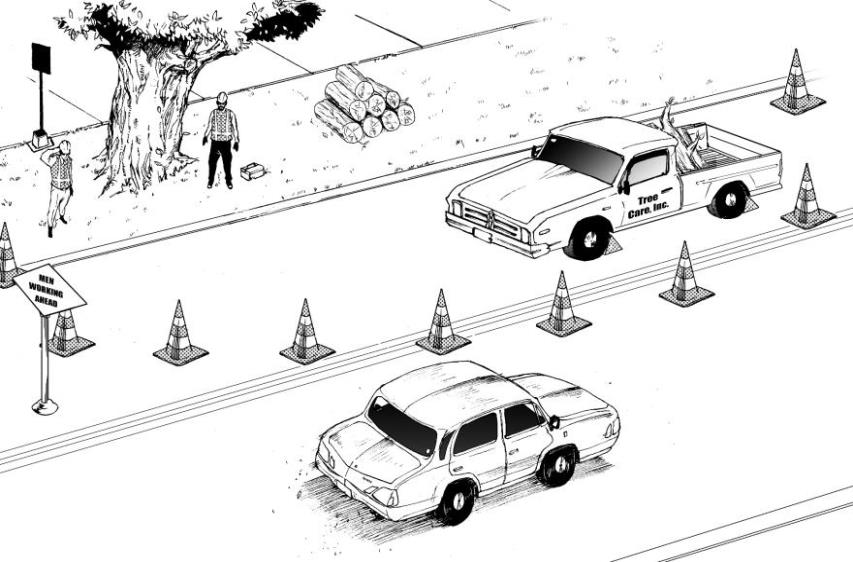 Tree
Care, Inc.
MEN
WORKING
AHEAD